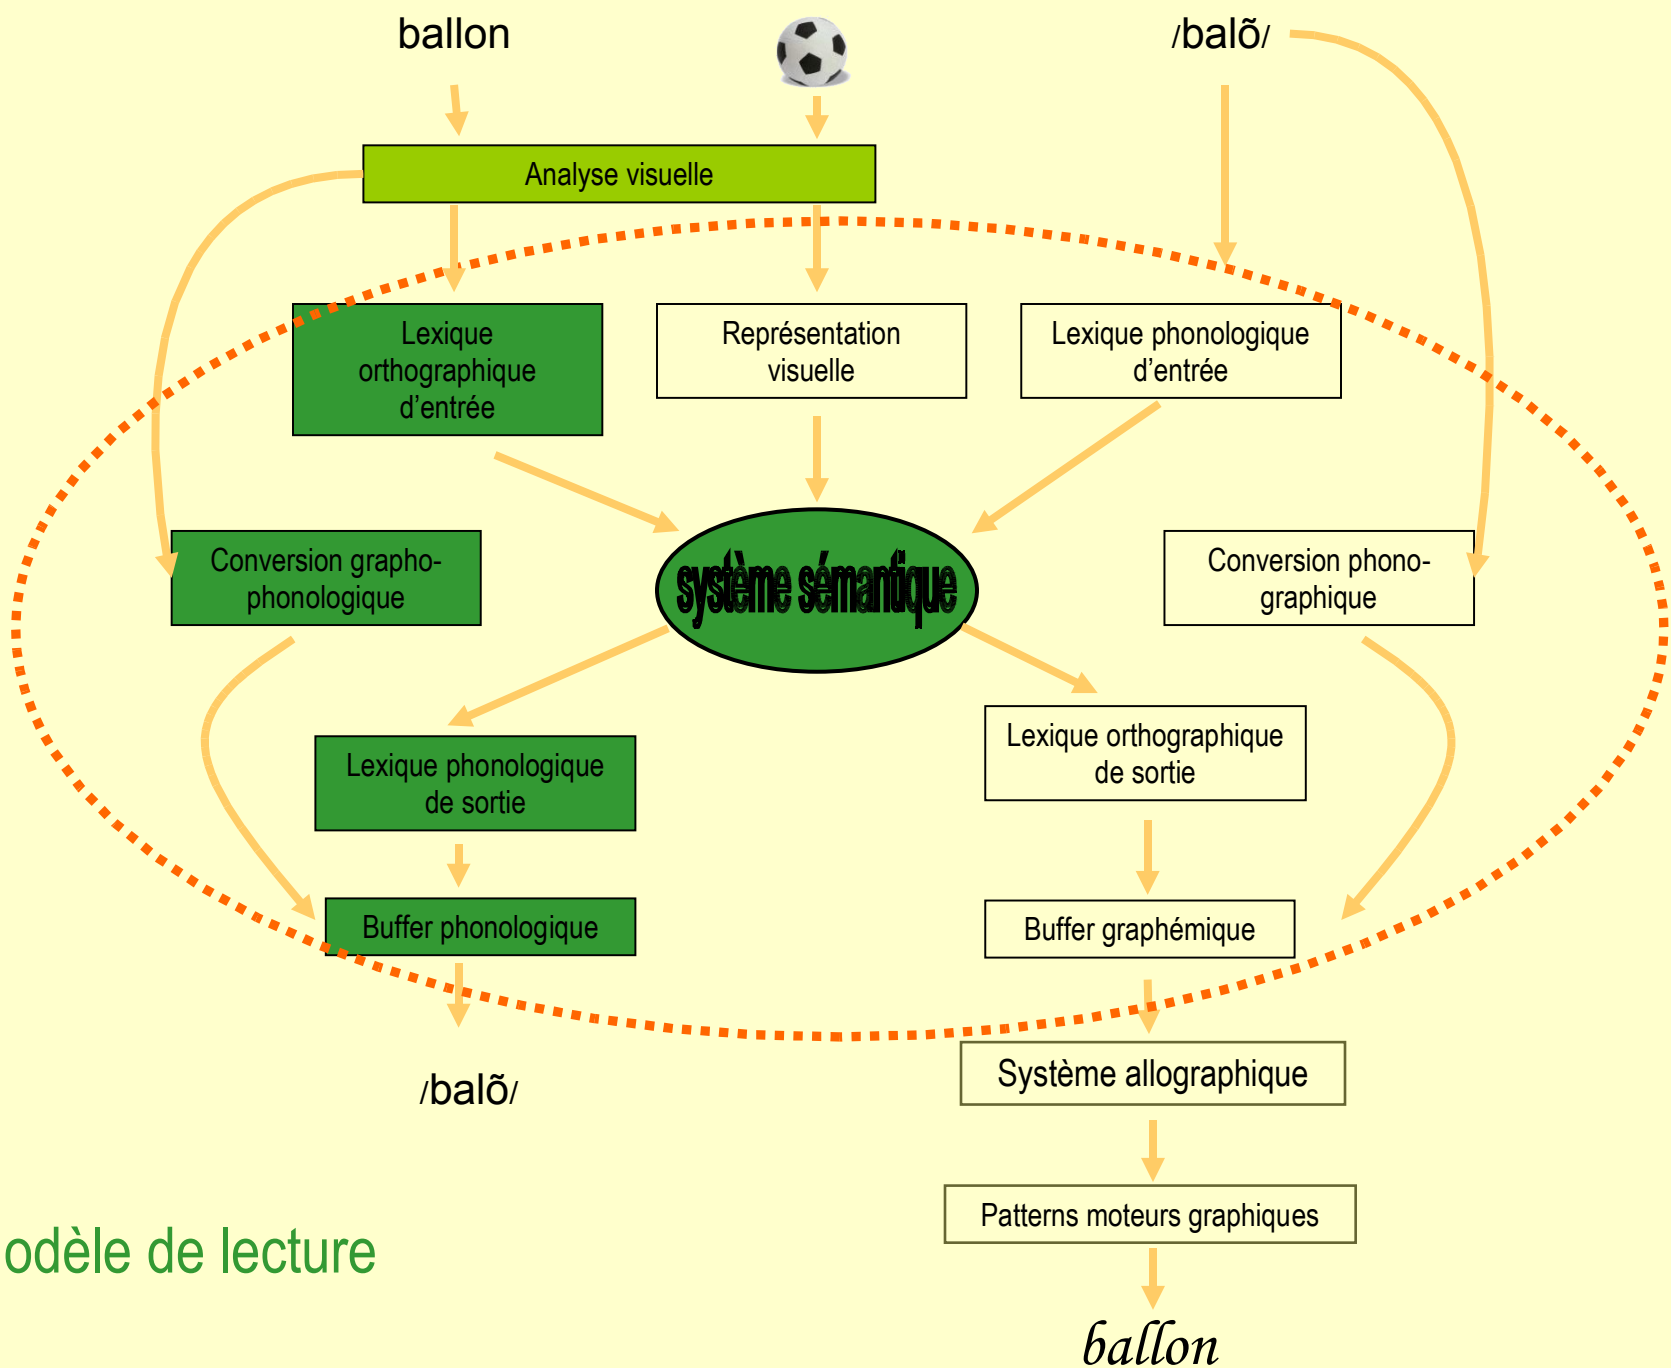 ballon
/balõ/
Analyse visuelle
Lexique
orthographique
d’entrée
Représentation
visuelle
Lexique phonologique
d’entrée
Conversion grapho-
phonologique
système sémantique
Conversion phono-
graphique
Lexique phonologique
de sortie
Lexique orthographique
de sortie
Buffer phonologique
Buffer graphémique
/balõ/
Système allographique
Patterns moteurs graphiques
odèle de lecture
ballon